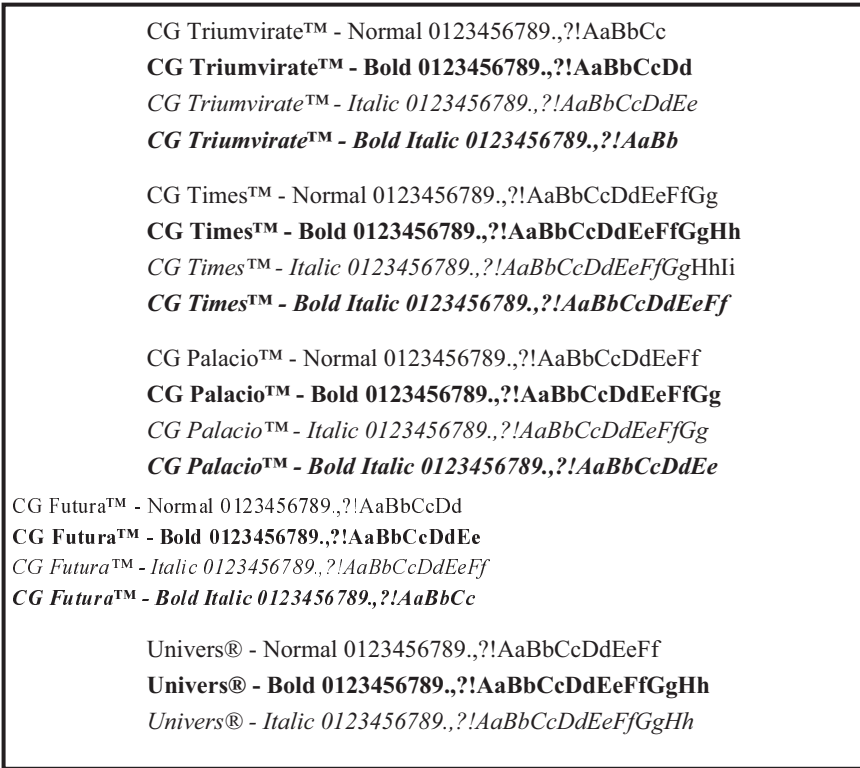 CG Triumvirate™ - Normal 0123456789.,?!AaBbCc
CG Triumvirate™ - Bold 0123456789.,?!AaBbCcDd
CG Triumvirate™ - Italic 0123456789.,?!AaBbCcDdEe
CG Triumvirate™ - Bold Italic 0123456789.,?!AaBb
CG Times™ - Normal 0123456789.,?!AaBbCcDdEeFfGg
CG Times™ - Bold 0123456789.,?!AaBbCcDdEeFfGgHh
CG Times™ - Italic 0123456789.,?!AaBbCcDdEeFfGgHhIi
CG Times™ - Bold Italic 0123456789.,?!AaBbCcDdEeFf
CG Palacio™ - Normal 0123456789.,?!AaBbCcDdEeFf
CG Palacio™ - Bold 0123456789.,?!AaBbCcDdEeFfGg
CG Palacio™ - Italic 0123456789.,?!AaBbCcDdEeFfGg
CG Palacio™ - Bold Italic 0123456789.,?!AaBbCcDdEe
CG Futura™ - Normal 0123456789.,?!AaBbCcDd
CG Futura™ - Bold 0123456789.,?!AaBbCcDdEe
CG Futura™ - Italic 0123456789.,?!AaBbCcDdEeFf
CG Futura™ - Bold Italic 0123456789.,?!AaBbCc
Univers® - Normal 0123456789.,?!AaBbCcDdEeFf
Univers® - Bold 0123456789.,?!AaBbCcDdEeFfGgHh
Univers® - Italic 0123456789.,?!AaBbCcDdEeFfGgHh